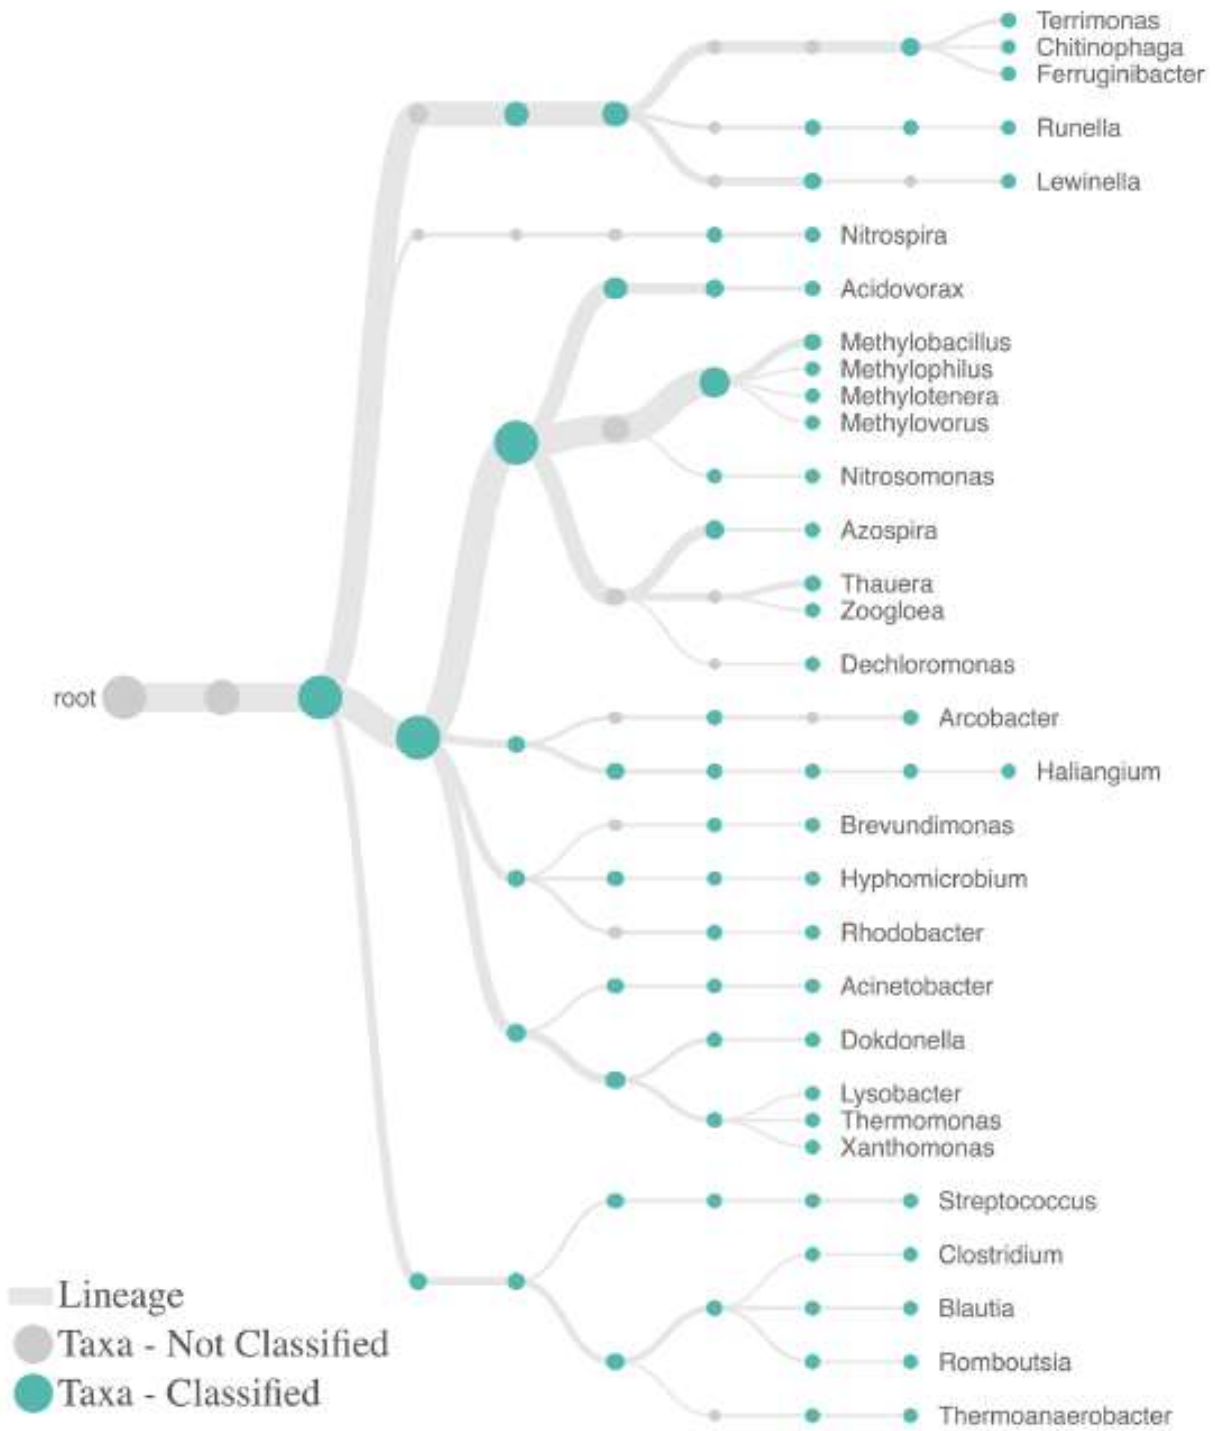 Terrimonas
Chitinophaga
Ferruginibacter
Runella
Lewinella
Nitrospira
Acidovorax
Methylobacillus
Methylophilus
Methylotenera
Methylovorus
Nitrosomonas
Azospira
Thauera
Zoogloea
Dechloromonas
root
Arcobacter
Haliangium
Brevundimonas
Hyphomicrobium
Rhodobacter
Acinetobacter
Dokdonella
Lysobacter
Thermomonas
Xanthomonas
Streptococcus
Clostridium
Blautia
Romboutsia
Thermoanaerobacter
Lineage
Taxa - Not Classified
Taxa - Classified